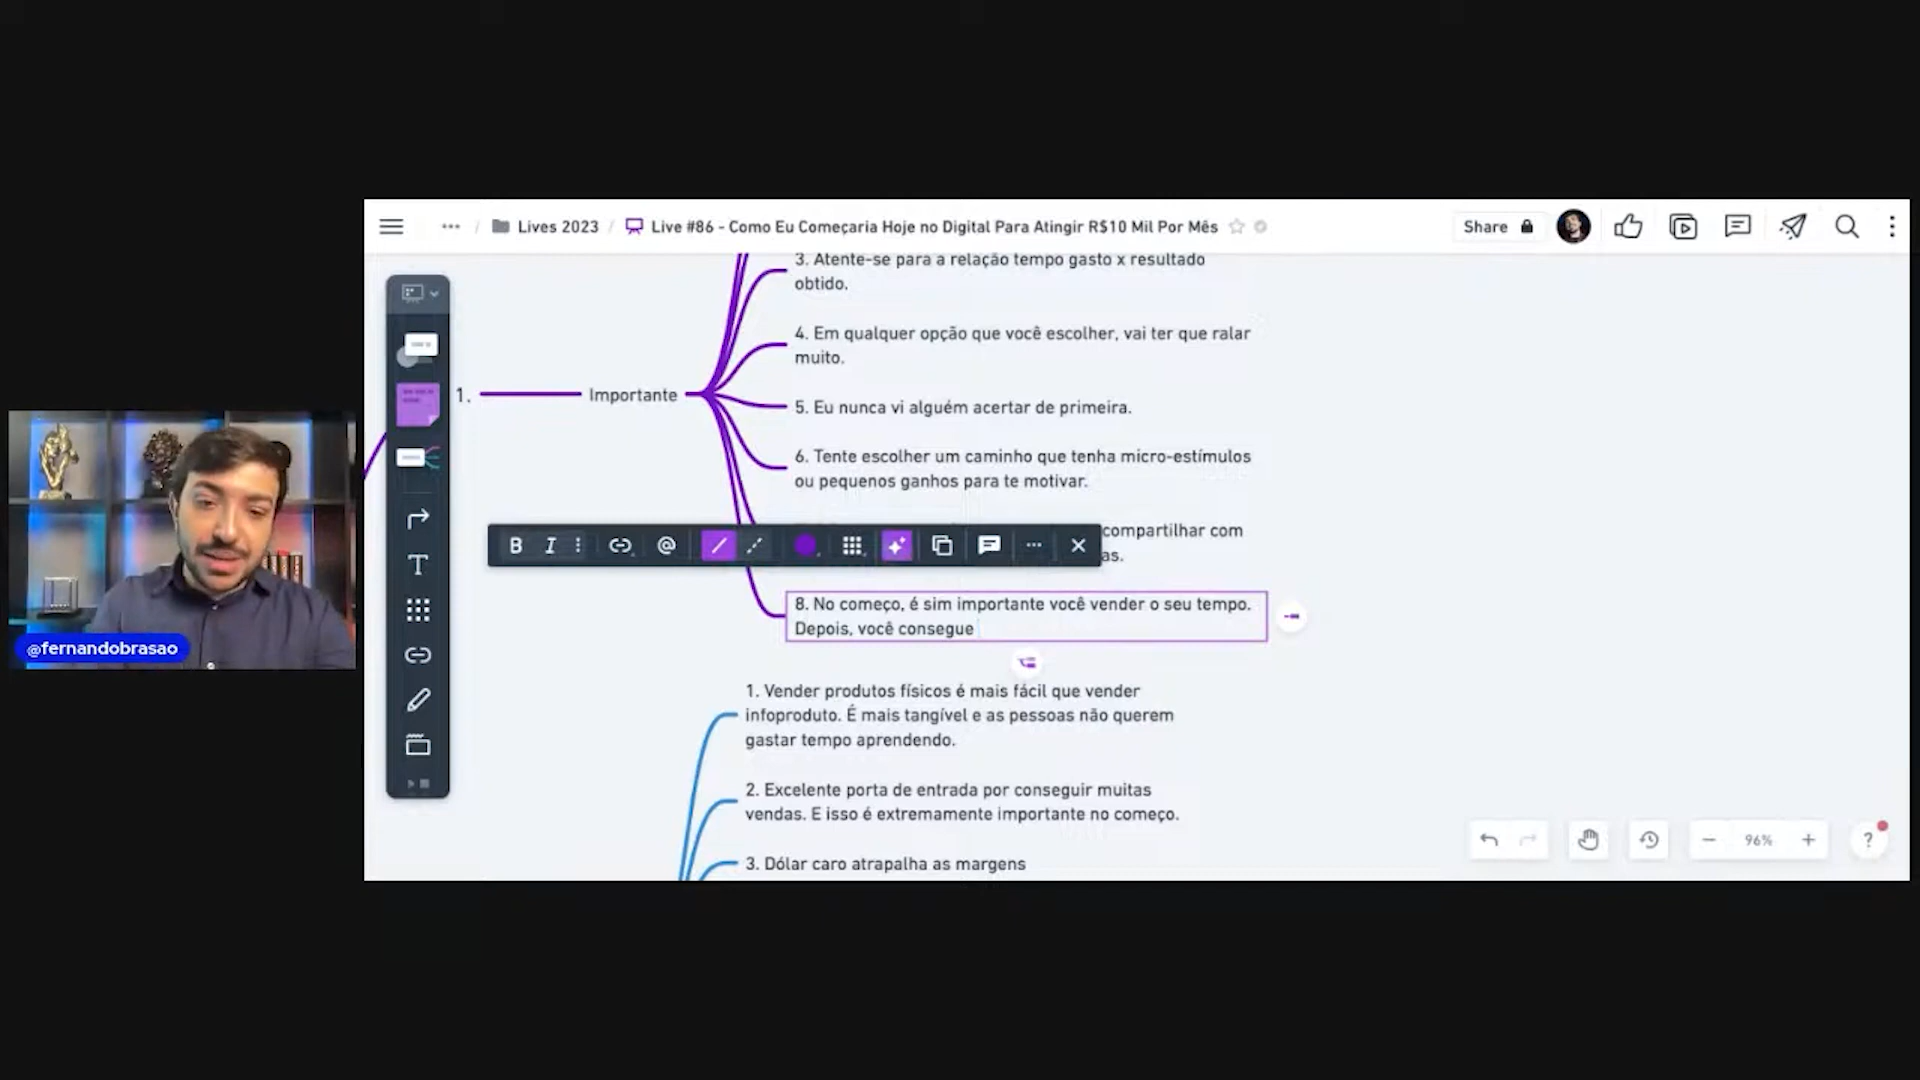 ... / Lives 2023 / Live #86 - Como Eu Começaria Hoje no Digital Para Atingir R$10 Mil Por Mês
Share
3. Atente-se para a relação tempo gasto x resultado
obtido.
4. Em qualquer opção que você escolher, vai ter que ralar
muito.
1.
Importante
5. Eu nunca vi alguém acertar de primeira.
6. Tente escolher um caminho que tenha micro-estímulos
ou pequenos ganhos para te motivar.
compartilhar com
as.
B I @
8. No começo, é sim importante você vender o seu tempo.
Depois, você consegue
@fernandobrasao
T
1. Vender produtos físicos é mais fácil que vender
infoproduto. É mais tangível e as pessoas não querem
gastar tempo aprendendo.
2. Excelente porta de entrada por conseguir muitas
vendas. E isso é extremamente importante no começo.
3. Dólar caro atrapalha as margens
96%
?